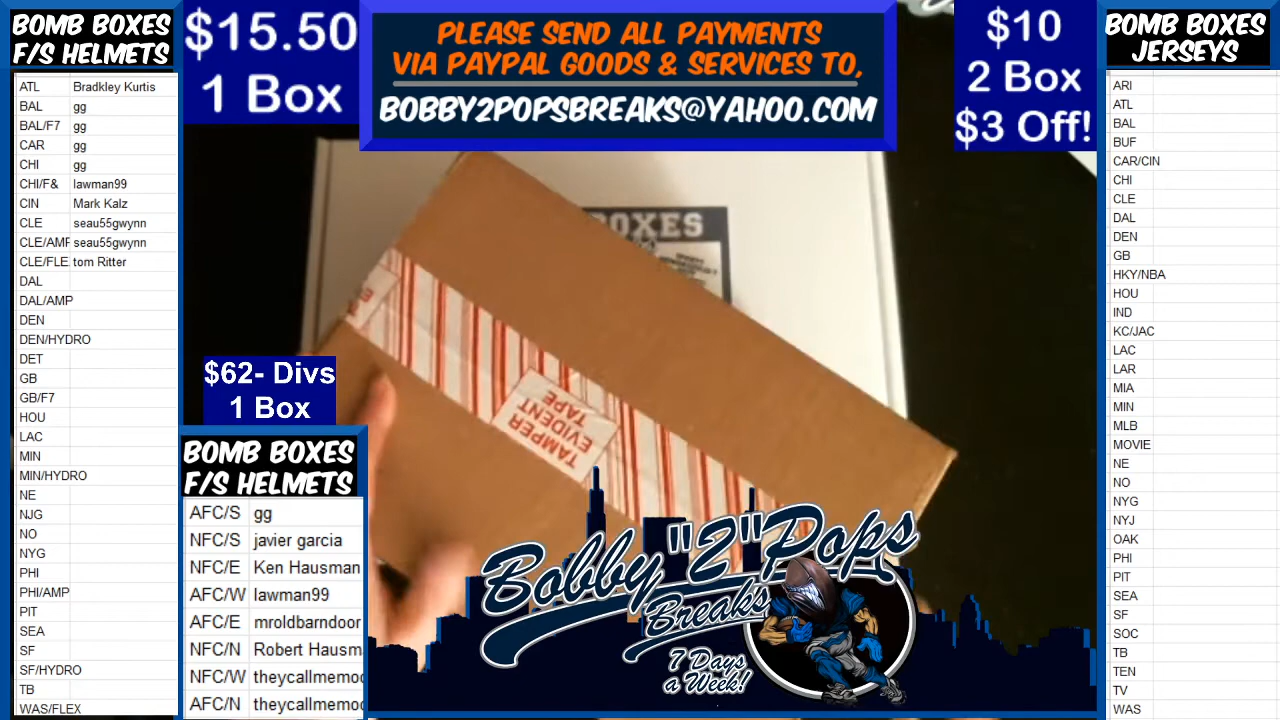 BOMB BOXES
F/S HELMETS
ATL Bradkley Kurtis
BAL gg
BAL/F7 gg
CAR gg
CHI gg
CHI/F& lawman99
CIN Mark Kalz
CLE seau55gwynn
CLE/AMP seau55gwynn
CLE/FLE tom Ritter
DAL
DAL/AMP
DEN
DEN/HYDRO
DET
GB
GB/F7
HOU
LAC
MIN
MIN/HYDRO
NE
NJG
NO
NYG
PHI
PHI/AMP
PIT
SEA
SF
SF/HYDRO
TB
WAS/FLEX
$15.50
1 Box
PLEASE SEND ALL PAYMENTS
VIA PAYPAL GOODS & SERVICES TO,
BOBBY2POPSBREAKS@YAHOO.COM
$10
2 Box
$3 Off!
BOXES
TAMPER
EVIDENT
TAPE
$62- Divs
1 Box
BOMB BOXES
F/S HELMETS
AFC/S gg
NFC/S javier garcia
NFC/E Ken Hausman
AFC/W lawman99
AFC/E mroldbarndoor
NFC/N Robert Hausm
NFC/W theycallmemoo
AFC/N theycallmemoo
Bobby "2" Pops
Breaks
7 Days
a Week!
BOMB BOXES
JERSEYS
ARI
ATL
BAL
BUF
CAR/CIN
CHI
CLE
DAL
DEN
GB
HKY/NBA
HOU
IND
KC/JAC
LAC
LAR
MIA
MIN
MLB
MOVIE
NE
NO
NYG
NYJ
OAK
PHI
PIT
SEA
SF
SOC
TB
TEN
TV
WAS